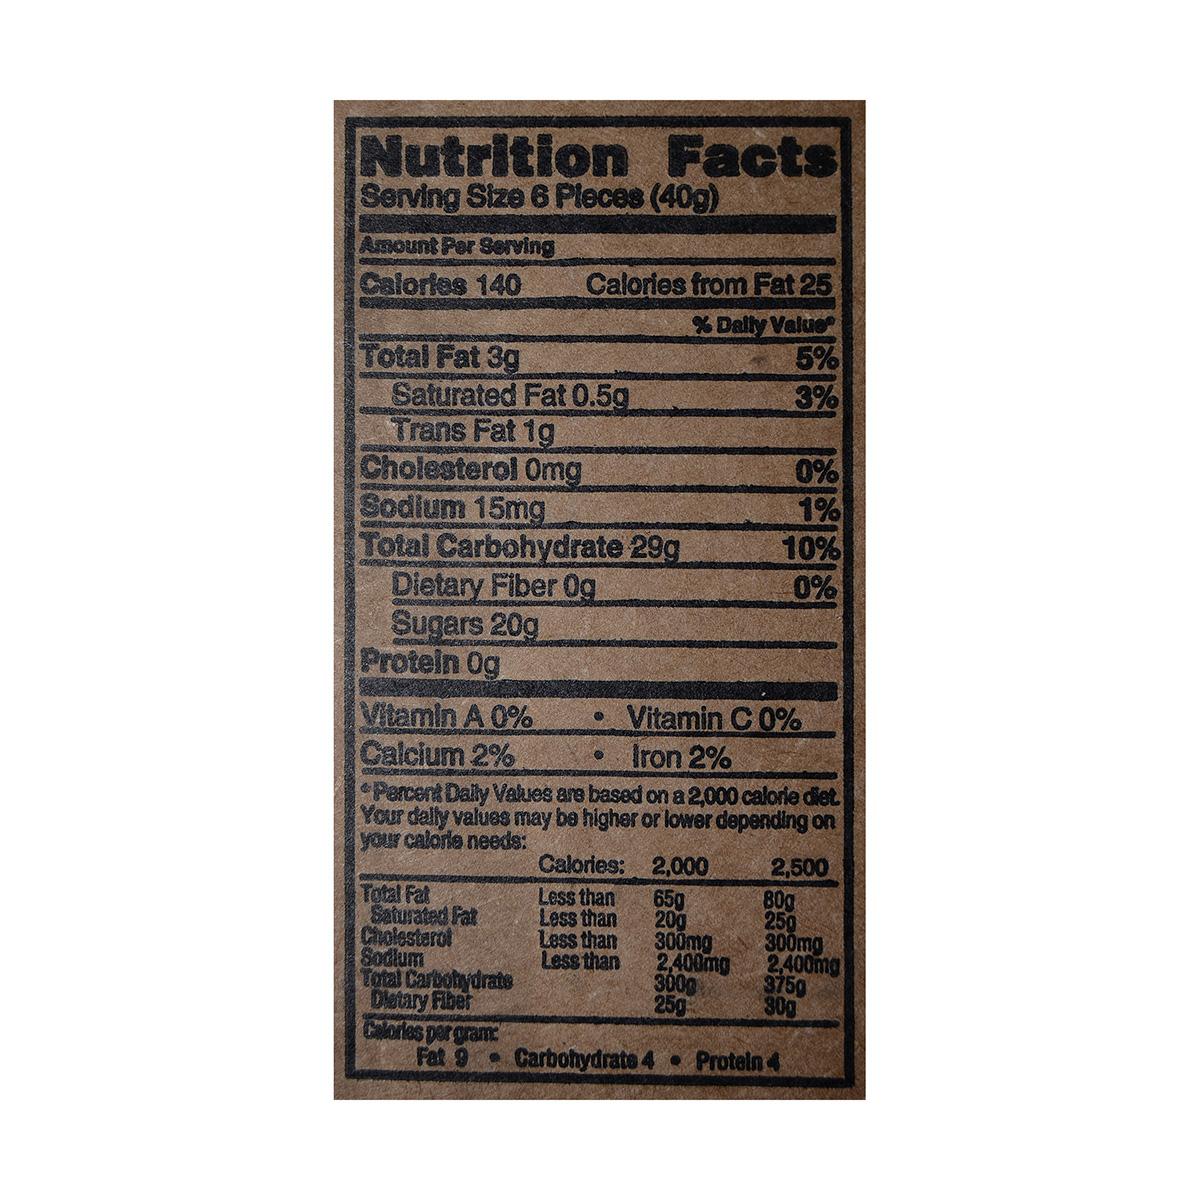 Nutrition Facts
Serving Size 6 Pieces (40g)
Amount Per Serving
Calories 140 Calories from Fat 25
% Daily Value*
Total Fat 3g 5%
Saturated Fat 0.5g 3%
Trans Fat 1g
Cholesterol 0mg 0%
Sodium 15mg 1%
Total Carbohydrate 29g 10%
Dietary Fiber 0g 0%
Sugars 20g
Protein 0g
Vitamin A 0% • Vitamin C 0%
Calcium 2% • Iron 2%
*Percent Daily Values are based on a 2,000 calorie diet.
Your daily values may be higher or lower depending on
your calorie needs:
Calories: 2,000 2,500
Total Fat Less than 65g 80g
Saturated Fat Less than 20g 25g
Cholesterol Less than 300mg 300mg
Sodium Less than 2,400mg 2,400mg
Total Carbohydrate 300g 375g
Dietary Fiber 25g 30g
Calories per gram:
Fat 9 • Carbohydrate 4 • Protein 4